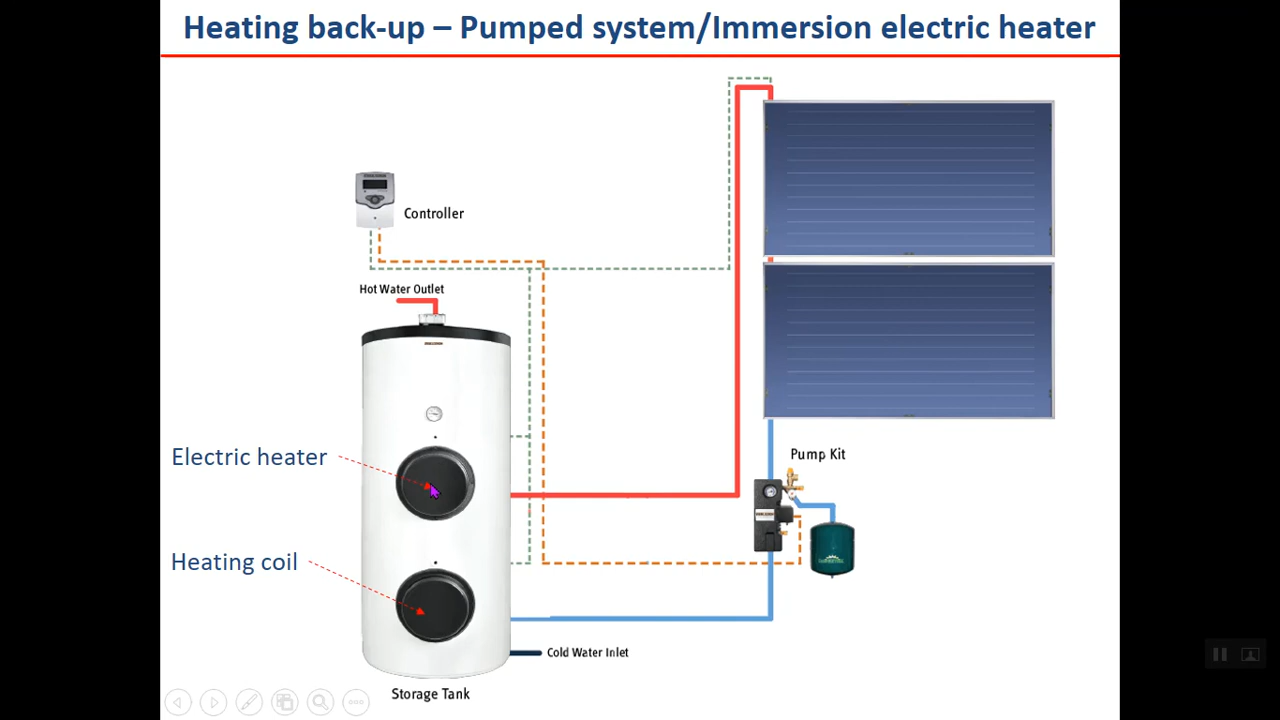 Heating back-up – Pumped system/Immersion electric heater
Controller
Hot Water Outlet
Electric heater
Pump Kit
Heating coil
Cold Water Inlet
Storage Tank